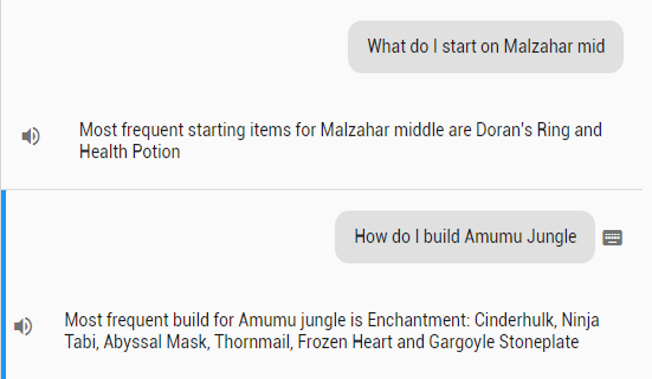 What do I start on Malzahar mid
Most frequent starting items for Malzahar middle are Doran's Ring and
Health Potion
How do I build Amumu Jungle
Most frequent build for Amumu jungle is Enchantment: Cinderhulk, Ninja
Tabi, Abyssal Mask, Thornmail, Frozen Heart and Gargoyle Stoneplate